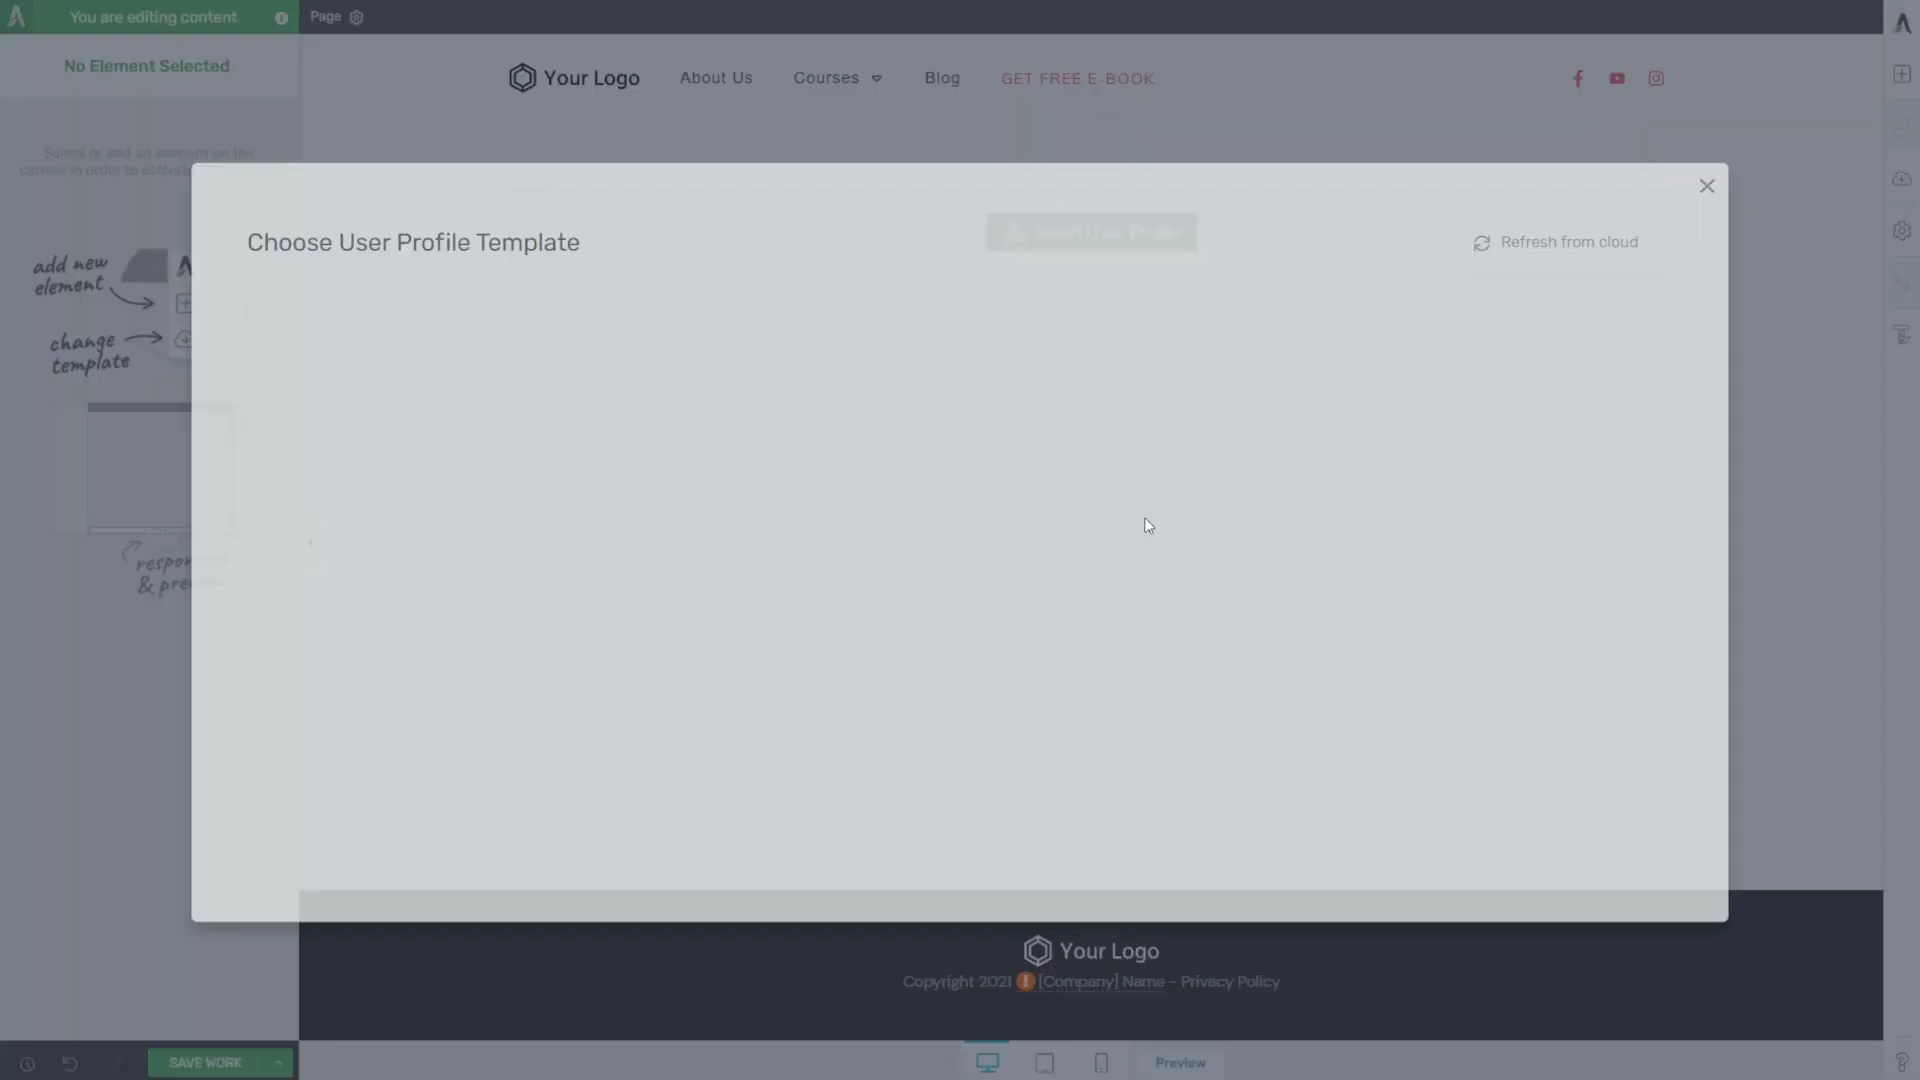 You are editing content
Page
No Element Selected
Your Logo
About Us
Courses
Blog
GET FREE E-BOOK
Select or add an element on the
canvas in order to activate
Choose User Profile Template
Refresh from cloud
add new
element
change
template
& pre
Your Logo
Copyright 2021 [Company] Name - Privacy Policy
SAVE WORK
Preview